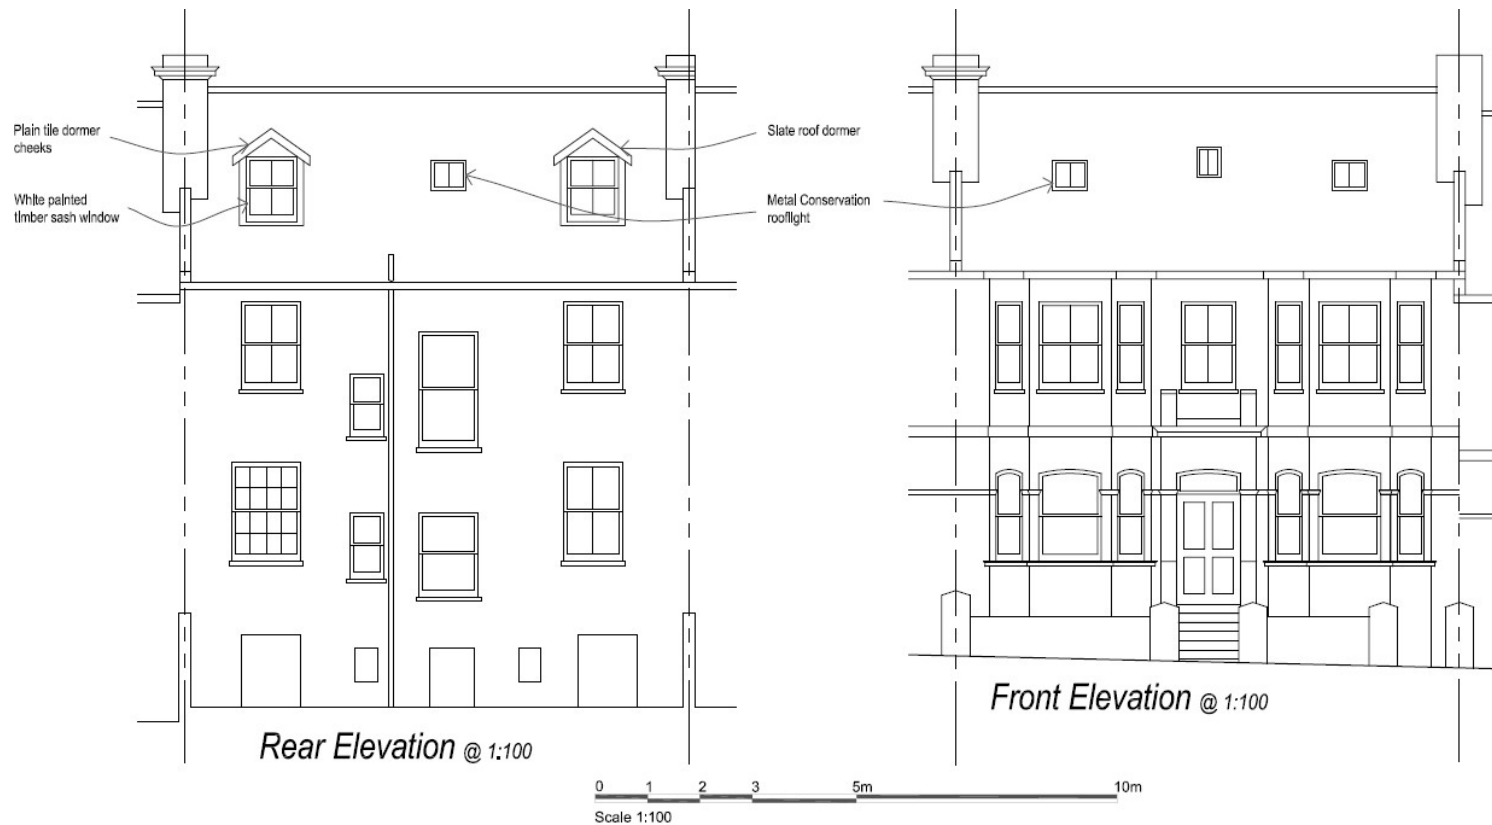 Plain tile dormer
cheeks
White painted
timber sash window
Slate roof dormer
Metal Conservation
rooflight
Rear Elevation @ 1:100
Front Elevation @ 1:100
0 1 2 3 5m 10m
Scale 1:100